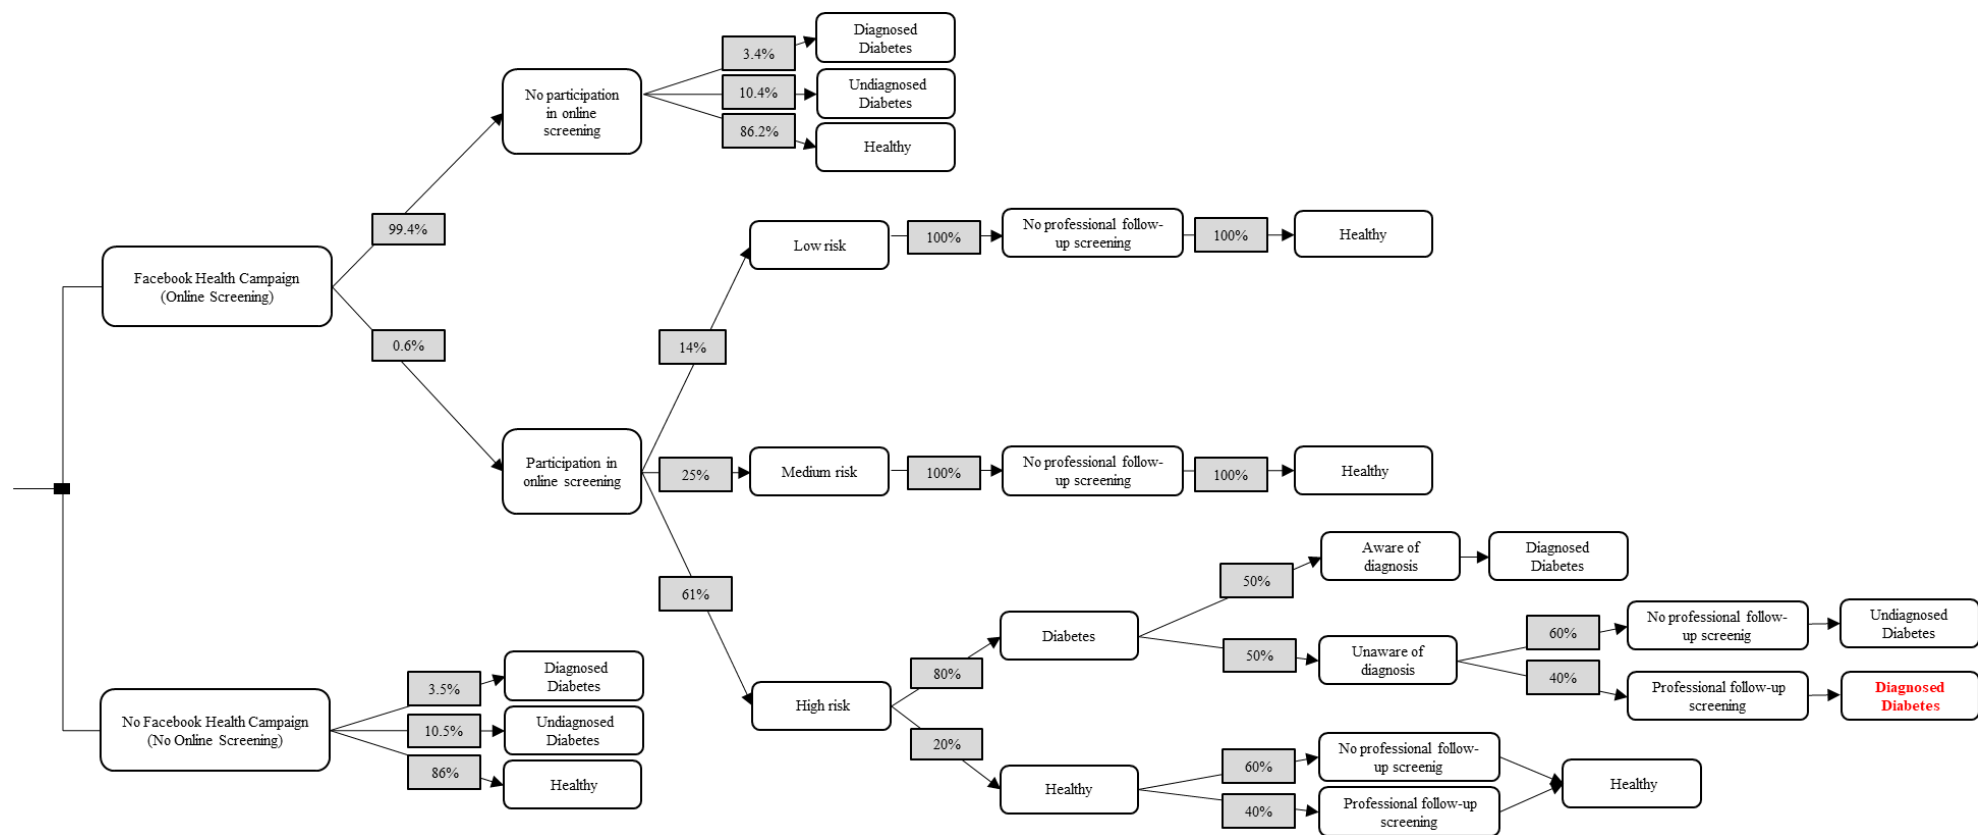 Diagnosed
Diabetes
3.4%
No participation
in online
screening
10.4%
Undiagnosed
Diabetes
86.2%
Healthy
99.4%
Facebook Health Campaign
(Online Screening)
0.6%
Low risk
100%
No professional follow-
up screening
100%
Healthy
14%
Participation in
online screening
25%
Medium risk
100%
No professional follow-
up screening
100%
Healthy
61%
High risk
80%
Diabetes
50%
Aware of
diagnosis
Diagnosed
Diabetes
50%
Unaware of
diagnosis
60%
No professional follow-
up screenig
Undiagnosed
Diabetes
40%
Professional follow-up
screening
Diagnosed
Diabetes
20%
Healthy
60%
No professional follow-
up screenig
40%
Professional follow-up
screening
Healthy
No Facebook Health Campaign
(No Online Screening)
3.5%
Diagnosed
Diabetes
10.5%
Undiagnosed
Diabetes
86%
Healthy